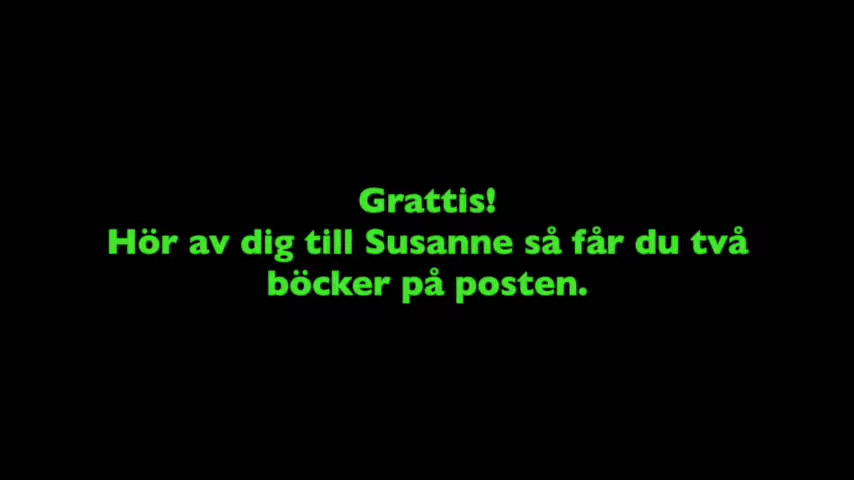 Grattis!
Hör av dig till Susanne så får du två
böcker på posten.